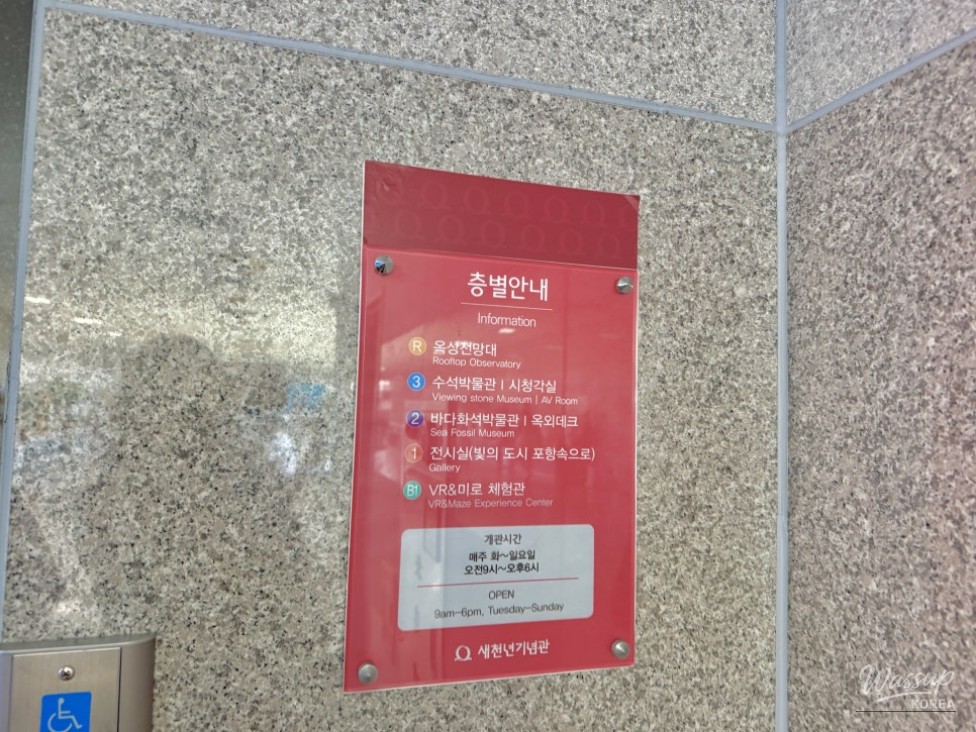 층별안내
Information
R 옥상전망대
Rooftop Observatory
3 수석박물관 | 시청각실
Viewing stone Museum | AV Room
2 바다화석박물관 | 옥외데크
Sea Fossil Museum
1 전시실(빛의 도시 포항속으로)
Gallery
B1 VR&미로 체험관
VR&Maze Experience Center
개관시간
매주 화~일요일
오전9시~오후6시
OPEN
9am-6pm, Tuesday-Sunday
새천년기념관
Wassup
KOREA